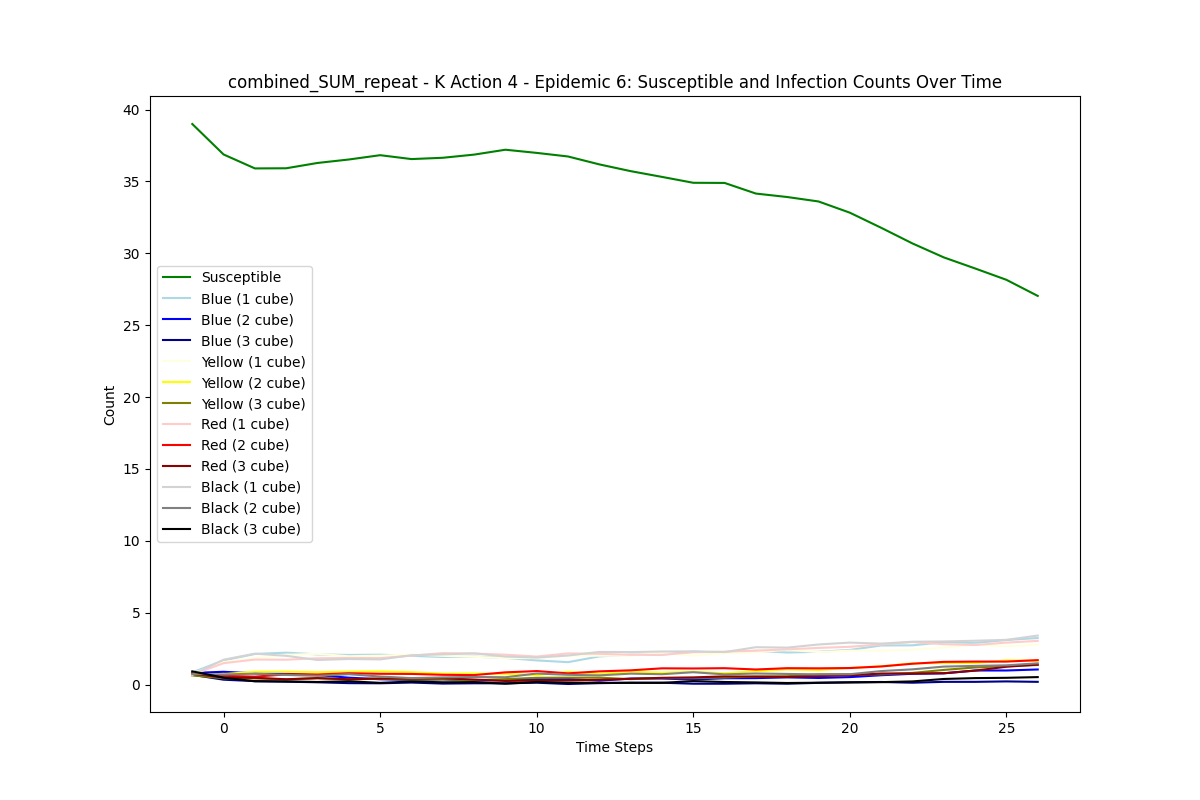 combined_SUM_repeat - K Action 4 - Epidemic 6: Susceptible and Infection Counts Over Time
40
35
30
25
20
15
10
5
0
Count
Susceptible
Blue (1 cube)
Blue (2 cube)
Blue (3 cube)
Yellow (1 cube)
Yellow (2 cube)
Yellow (3 cube)
Red (1 cube)
Red (2 cube)
Red (3 cube)
Black (1 cube)
Black (2 cube)
Black (3 cube)
0 5 10 15 20 25
Time Steps